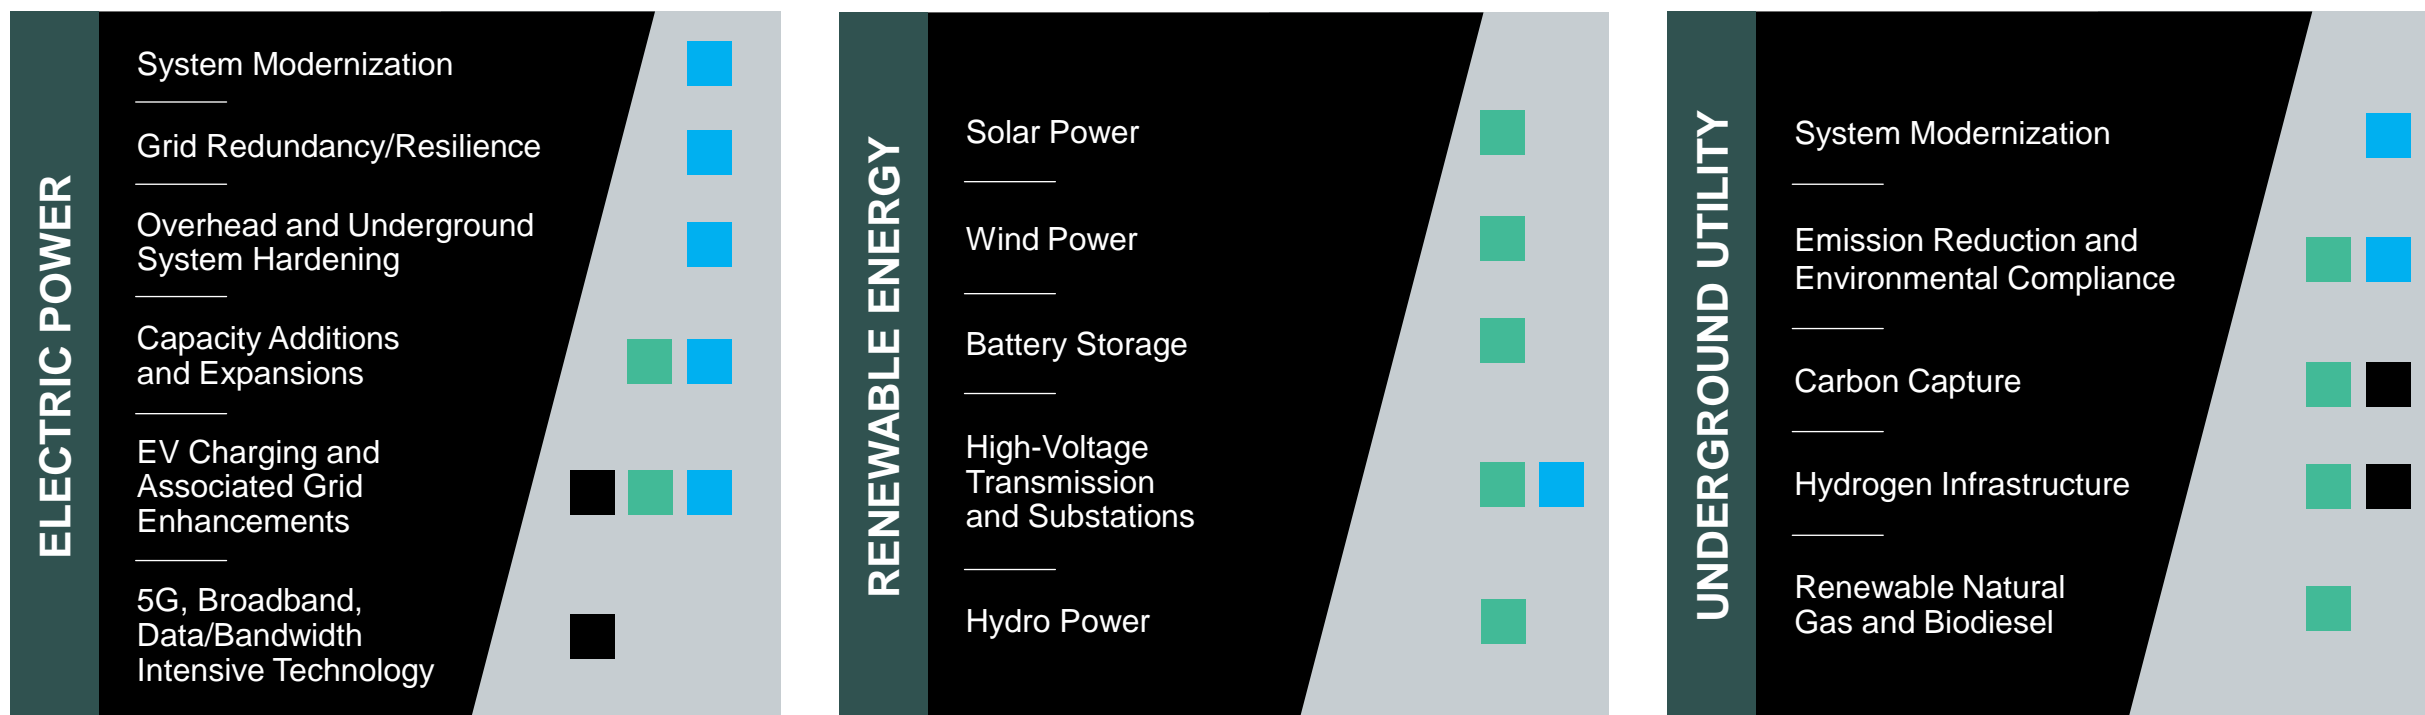 ELECTRIC POWER
System Modernization
Grid Redundancy/Resilience
Overhead and Underground
System Hardening
Capacity Additions
and Expansions
EV Charging and
Associated Grid
Enhancements
5G, Broadband,
Data/Bandwidth
Intensive Technology
RENEWABLE ENERGY
Solar Power
Wind Power
Battery Storage
High-Voltage
Transmission
and Substations
Hydro Power
UNDERGROUND UTILITY
System Modernization
Emission Reduction and
Environmental Compliance
Carbon Capture
Hydrogen Infrastructure
Renewable Natural
Gas and Biodiesel